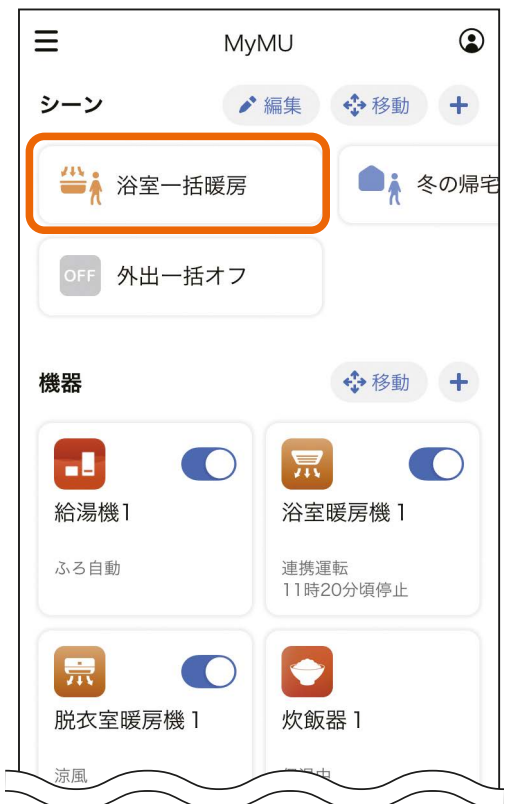 MyMU
シーン
編集
移動
浴室一括暖房
冬の帰宅
OFF
外出一括オフ
機器
移動
給湯機1
ふろ自動
浴室暖房機 1
連携運転
11時20分頃停止
脱衣室暖房機 1
涼風
炊飯器 1